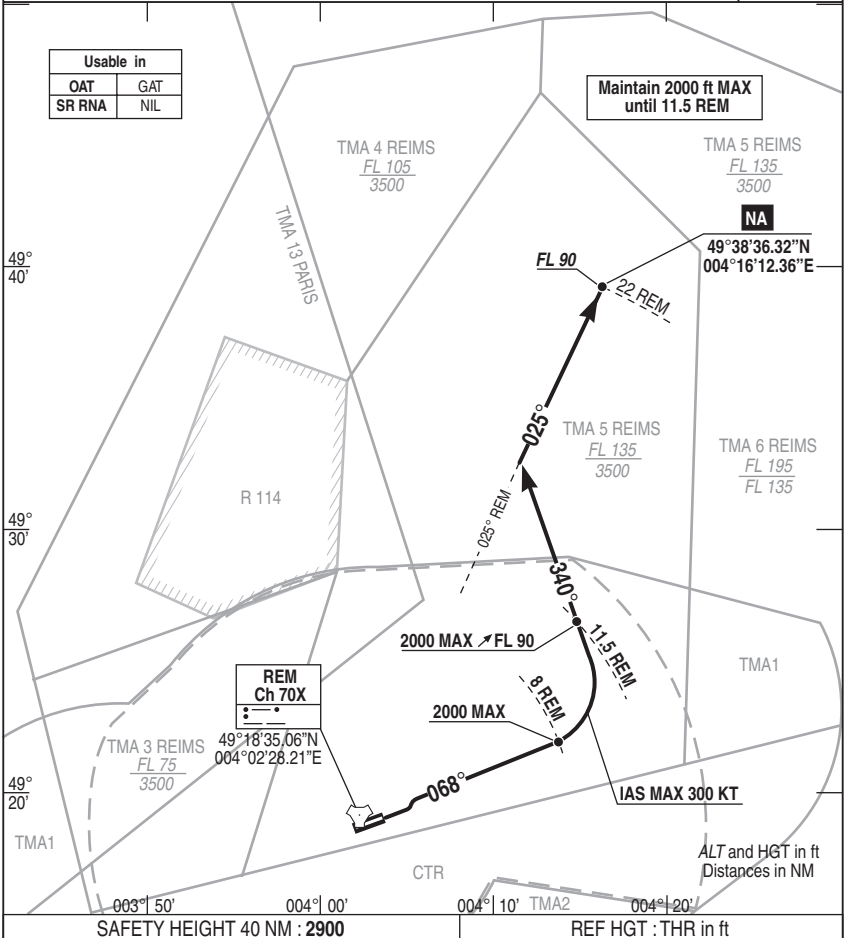 Usable in
OAT GAT
SR RNA NIL
Maintain 2000 ft MAX
until 11.5 REM
TMA 4 REIMS
FL 105
3500
TMA 5 REIMS
FL 135
3500
TMA 13 PARIS
NA
49°38'36.32"N
004°16'12.36"E
49°
40'
FL 90
22 REM
025°
TMA 5 REIMS
FL 135
3500
TMA 6 REIMS
FL 195
FL 135
R 114
025° REM
49°
30'
340°
2000 MAX ↗ FL 90
11.5 REM
TMA1
REM
Ch 70X
49°18'35.06"N
004°02'28.21"E
8 REM
2000 MAX
TMA 3 REIMS
FL 75
3500
49°
20'
068°
IAS MAX 300 KT
TMA1
CTR
ALT and HGT in ft
Distances in NM
003° 50'
004° 00'
004° 10'
TMA2
004° 20'
SAFETY HEIGHT 40 NM : 2900
REF HGT : THR in ft